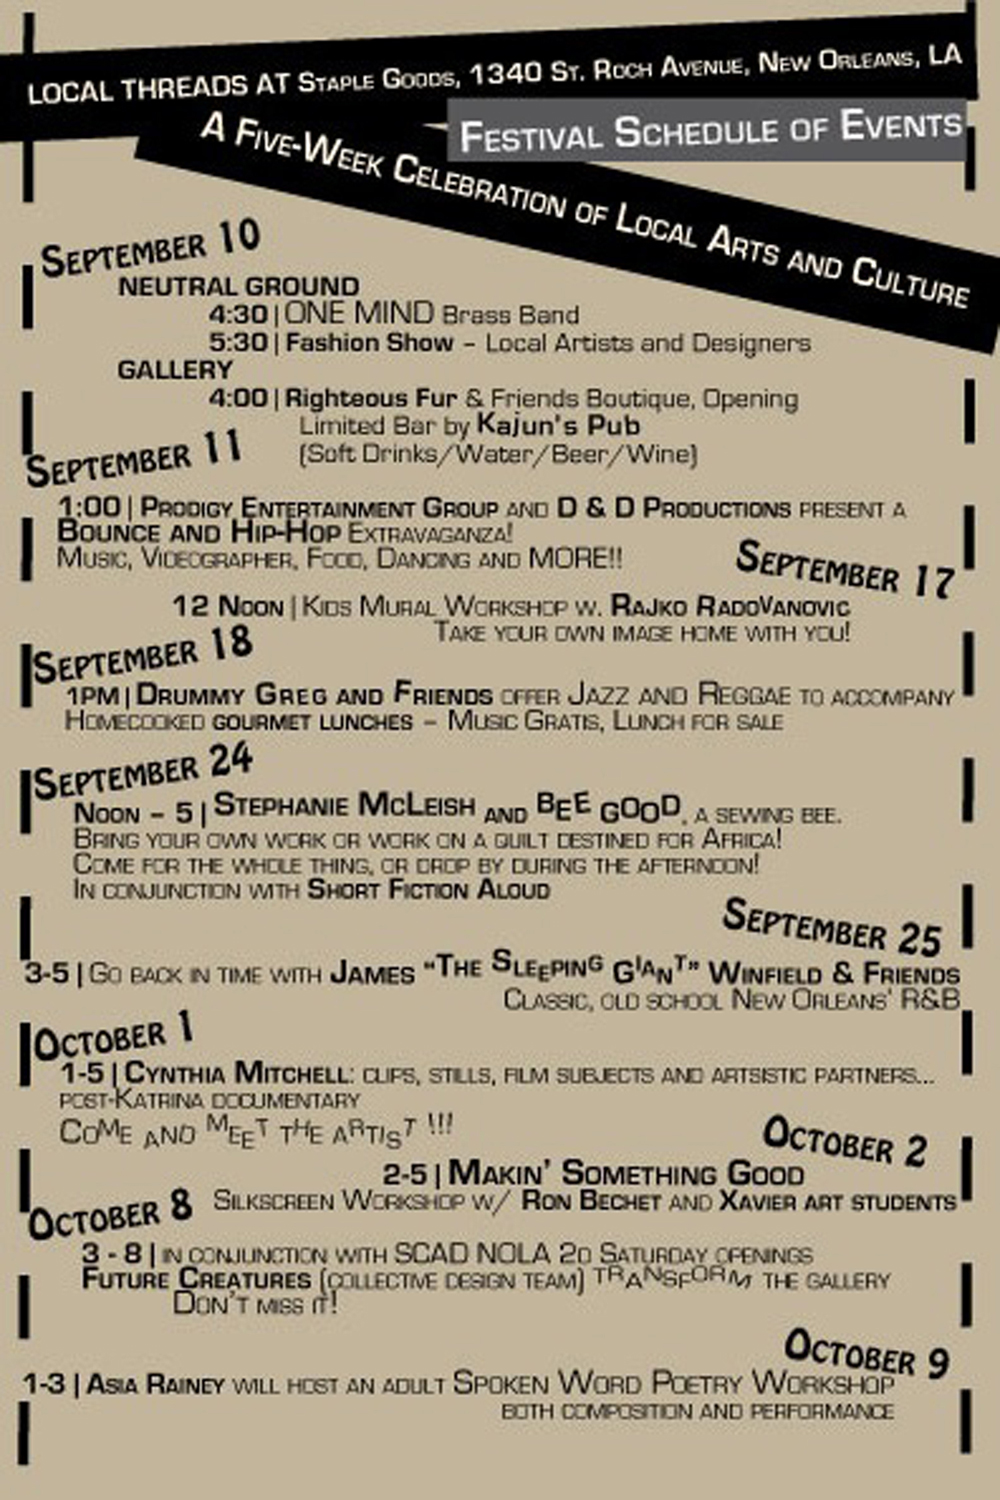 LOCAL THREADS AT STAPLE GOODS, 1340 ST. ROCH AVENUE, NEW ORLEANS, LA
FESTIVAL SCHEDULE OF EVENTS
A FIVE-WEEK CELEBRATION OF LOCAL ARTS AND CULTURE
SEPTEMBER 10
NEUTRAL GROUND
4:30 | ONE MIND Brass Band
5:30 | Fashion Show – Local Artists and Designers
GALLERY
4:00 | Righteous Fur & Friends Boutique, Opening
Limited Bar by Kajun's Pub
(Soft Drinks/Water/Beer/Wine)
SEPTEMBER 11
1:00 | PRODIGY ENTERTAINMENT GROUP AND D & D PRODUCTIONS PRESENT A
BOUNCE AND HIP-HOP EXTRAVAGANZA!
MUSIC, VIDEOGRAPHER, FOOD, DANCING AND MORE!!
SEPTEMBER 17
12 NOON | KIDS MURAL WORKSHOP W. RAJKO RADOVANOVIC
TAKE YOUR OWN IMAGE HOME WITH YOU!
SEPTEMBER 18
1PM | DRUMMY GREG AND FRIENDS OFFER JAZZ AND REGGAE TO ACCOMPANY
HOMECOOKED GOURMET LUNCHES – MUSIC GRATIS, LUNCH FOR SALE
SEPTEMBER 24
NOON – 5 | STEPHANIE MCLEISH AND BEE GOOD, A SEWING BEE.
BRING YOUR OWN WORK OR WORK ON A QUILT DESTINED FOR AFRICA!
COME FOR THE WHOLE THING, OR DROP BY DURING THE AFTERNOON!
IN CONJUNCTION WITH SHORT FICTION ALOUD
SEPTEMBER 25
3-5 | GO BACK IN TIME WITH JAMES "THE SLEEPING GIANT" WINFIELD & FRIENDS
CLASSIC, OLD SCHOOL NEW ORLEANS' R&B
OCTOBER 1
1-5 | CYNTHIA MITCHELL: CLIPS, STILLS, FILM SUBJECTS AND ARTSISTIC PARTNERS...
POST-KATRINA DOCUMENTARY
COME AND MEET THE ARTIST !!!
OCTOBER 2
2-5 | MAKIN' SOMETHING GOOD
SILKSCREEN WORKSHOP W/ RON BECHET AND XAVIER ART STUDENTS
OCTOBER 8
3 - 8 | IN CONJUNCTION WITH SCAD NOLA 2D SATURDAY OPENINGS
FUTURE CREATURES (COLLECTIVE DESIGN TEAM) TRANSFORM THE GALLERY
DON'T MISS IT!
OCTOBER 9
1-3 | ASIA RAINEY WILL HOST AN ADULT SPOKEN WORD POETRY WORKSHOP
BOTH COMPOSITION AND PERFORMANCE